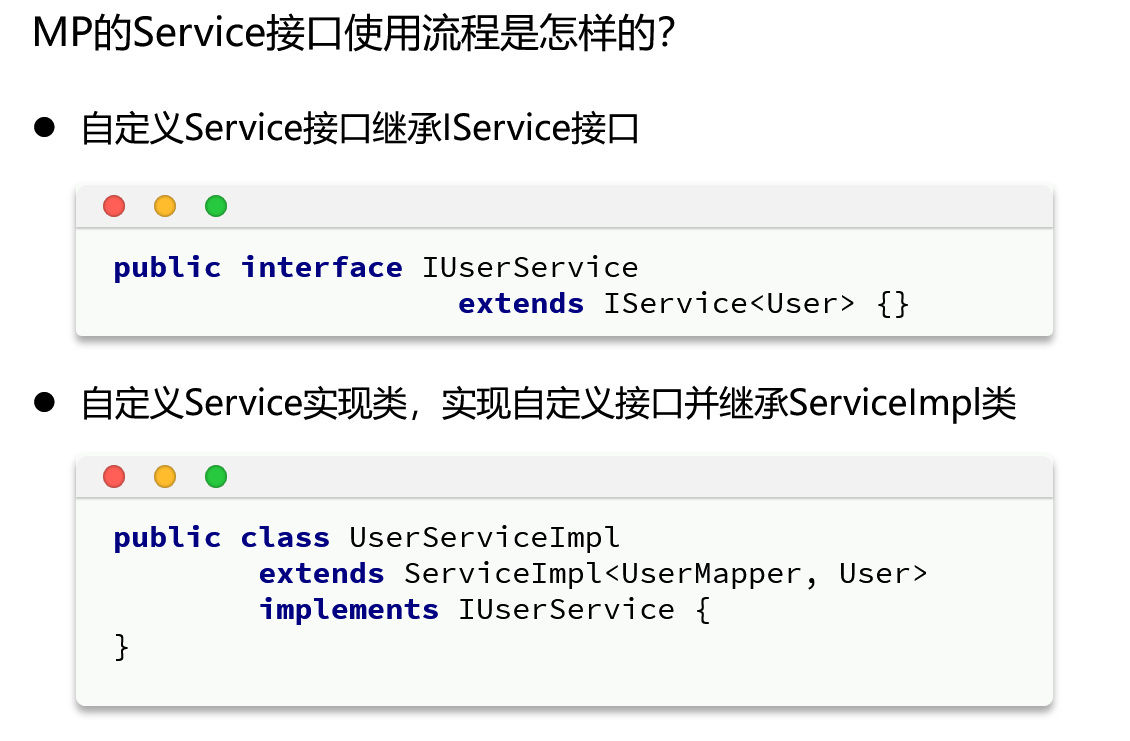 MP的Service接口使用流程是怎样的？
● 自定义Service接口继承IService接口
public interface IUserService
extends IService<User> {}
● 自定义Service实现类，实现自定义接口并继承ServiceImpl类
public class UserServiceImpl
extends ServiceImpl<UserMapper, User>
implements IUserService {
}